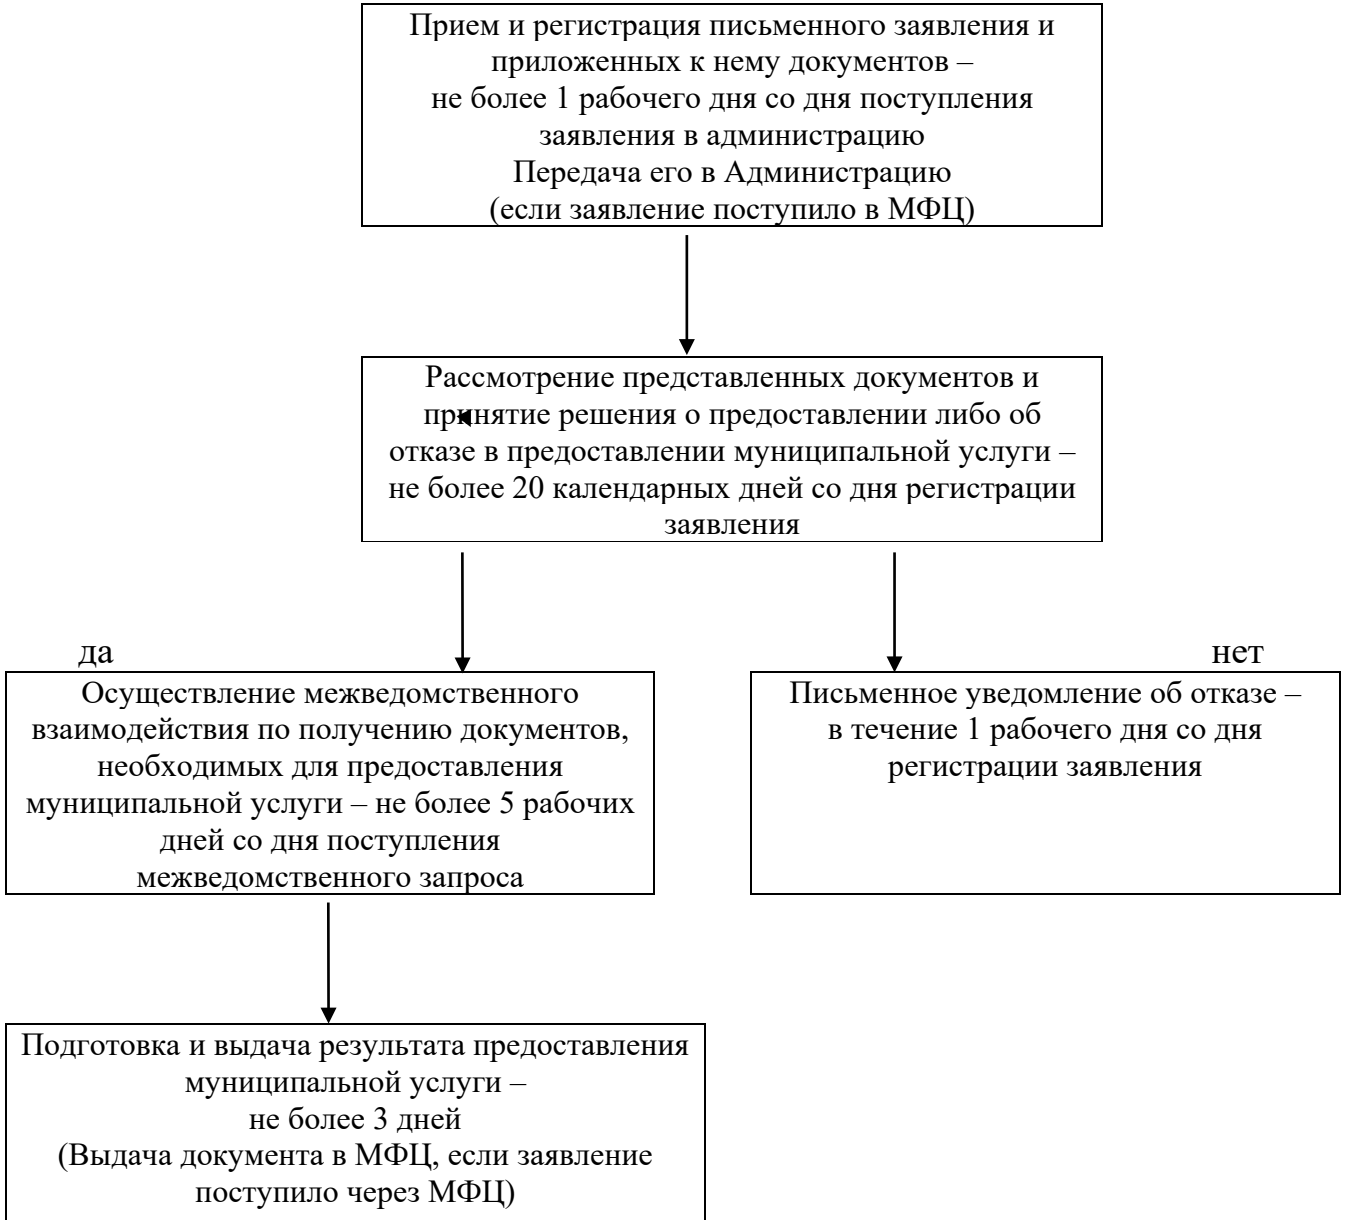 Прием и регистрация письменного заявления и
приложенных к нему документов –
не более 1 рабочего дня со дня поступления
заявления в администрацию
Передача его в Администрацию
(если заявление поступило в МФЦ)
Рассмотрение представленных документов и
принятие решения о предоставлении либо об
отказе в предоставлении муниципальной услуги –
не более 20 календарных дней со дня регистрации
заявления
да
нет
Осуществление межведомственного
взаимодействия по получению документов,
необходимых для предоставления
муниципальной услуги – не более 5 рабочих
дней со дня поступления
межведомственного запроса
Письменное уведомление об отказе –
в течение 1 рабочего дня со дня
регистрации заявления
Подготовка и выдача результата предоставления
муниципальной услуги –
не более 3 дней
(Выдача документа в МФЦ, если заявление
поступило через МФЦ)